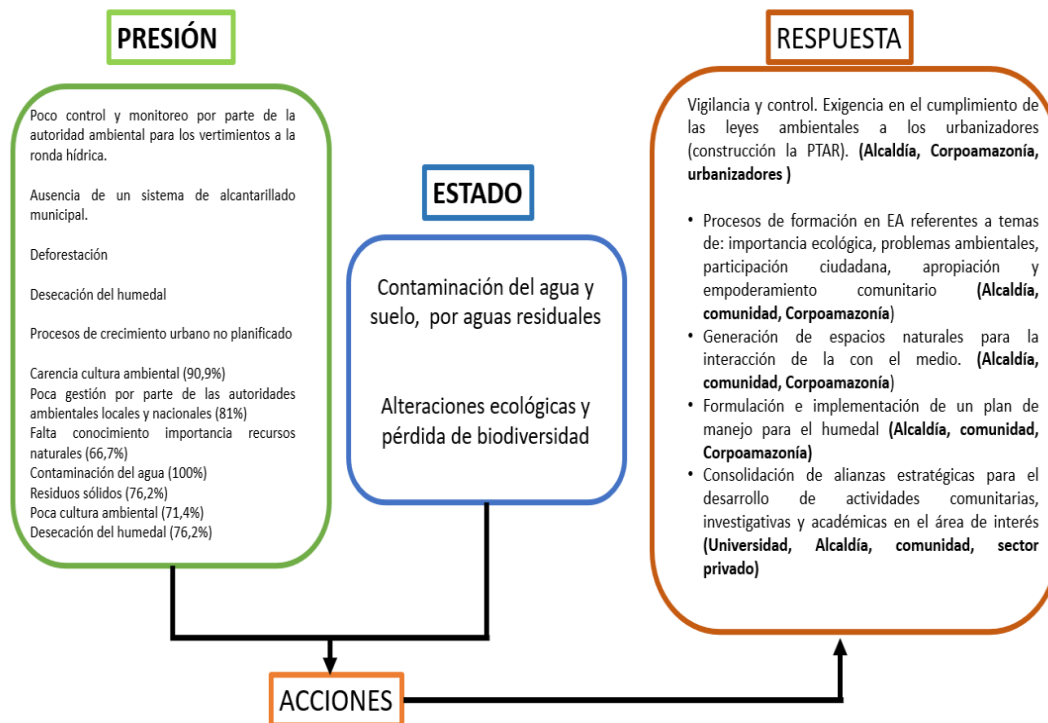 PRESIÓN
Poco control y monitoreo por parte de la
autoridad ambiental para los vertimientos a la
ronda hídrica.
Ausencia de un sistema de alcantarillado
municipal.
Deforestación
Desecación del humedal
Procesos de crecimiento urbano no planificado
Carencia cultura ambiental (90,9%)
Poca gestión por parte de las autoridades
ambientales locales y nacionales (81%)
Falta conocimiento importancia recursos
naturales (66,7%)
Contaminación del agua (100%)
Residuos sólidos (76,2%)
Poca cultura ambiental (71,4%)
Desecación del humedal (76,2%)
ESTADO
Contaminación del agua y
suelo, por aguas residuales
Alteraciones ecológicas y
pérdida de biodiversidad
RESPUESTA
Vigilancia y control. Exigencia en el cumplimiento de
las leyes ambientales a los urbanizadores
(construcción la PTAR). (Alcaldía, Corpoamazonía,
urbanizadores )
• Procesos de formación en EA referentes a temas
de: importancia ecológica, problemas ambientales,
participación ciudadana, apropiación y
empoderamiento comunitario (Alcaldía,
comunidad, Corpoamazonía)
• Generación de espacios naturales para la
interacción de la con el medio. (Alcaldía,
comunidad, Corpoamazonía)
• Formulación e implementación de un plan de
manejo para el humedal (Alcaldía, comunidad,
Corpoamazonía)
• Consolidación de alianzas estratégicas para el
desarrollo de actividades comunitarias,
investigativas y académicas en el área de interés
(Universidad, Alcaldía, comunidad, sector
privado)
ACCIONES